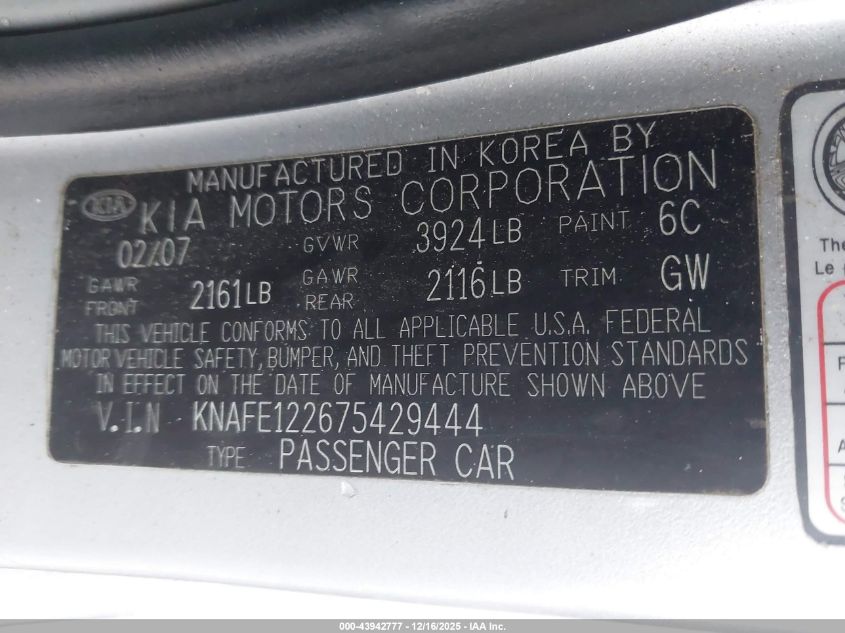 MANUFACTURED IN KOREA BY
KIA KIA MOTORS CORPORATION
02/07 GVWR 3924LB PAINT 6C
GAWR FRONT 2161LB GAWR REAR 2116LB TRIM GW
THIS VEHICLE CONFORMS TO ALL APPLICABLE U.S.A. FEDERAL
MOTOR VEHICLE SAFETY, BUMPER, AND THEFT PREVENTION STANDARDS
IN EFFECT ON THE DATE OF MANUFACTURE SHOWN ABOVE
V.I.N KNAFE122675429444
TYPE PASSENGER CAR
The
Le
000-43942777 - 12/16/2025 - IAA Inc.